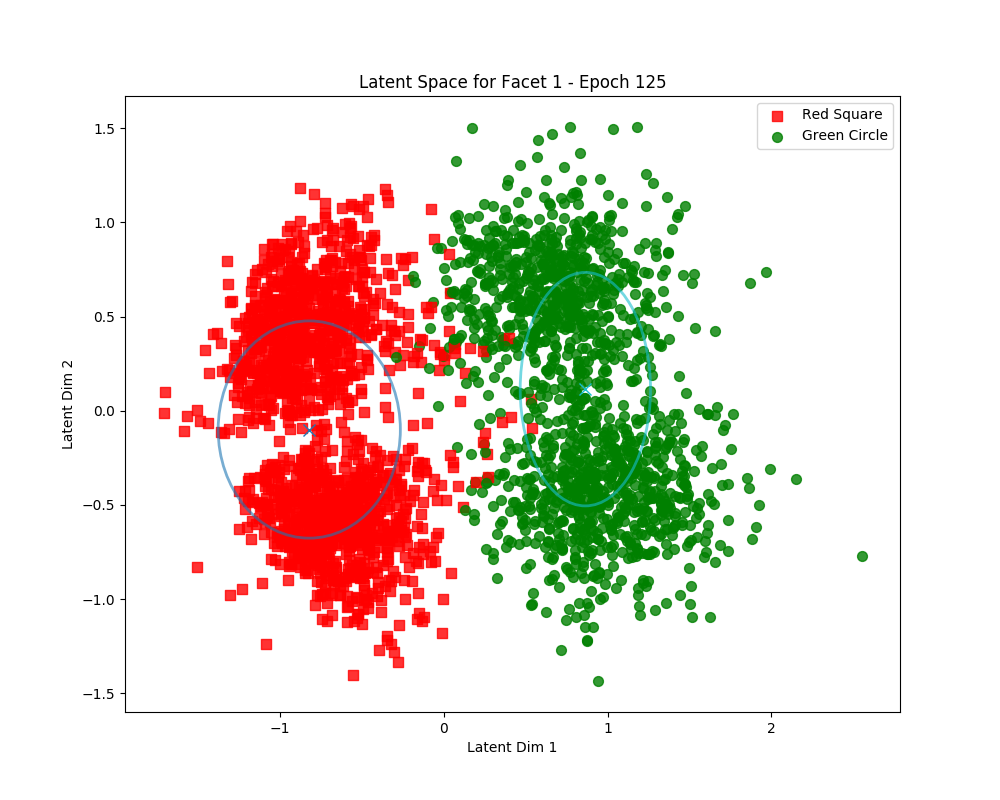 Latent Space for Facet 1 - Epoch 125
Red Square
Green Circle
1.5
1.0
0.5
0.0
−0.5
−1.0
−1.5
Latent Dim 2
−1
0
1
2
Latent Dim 1